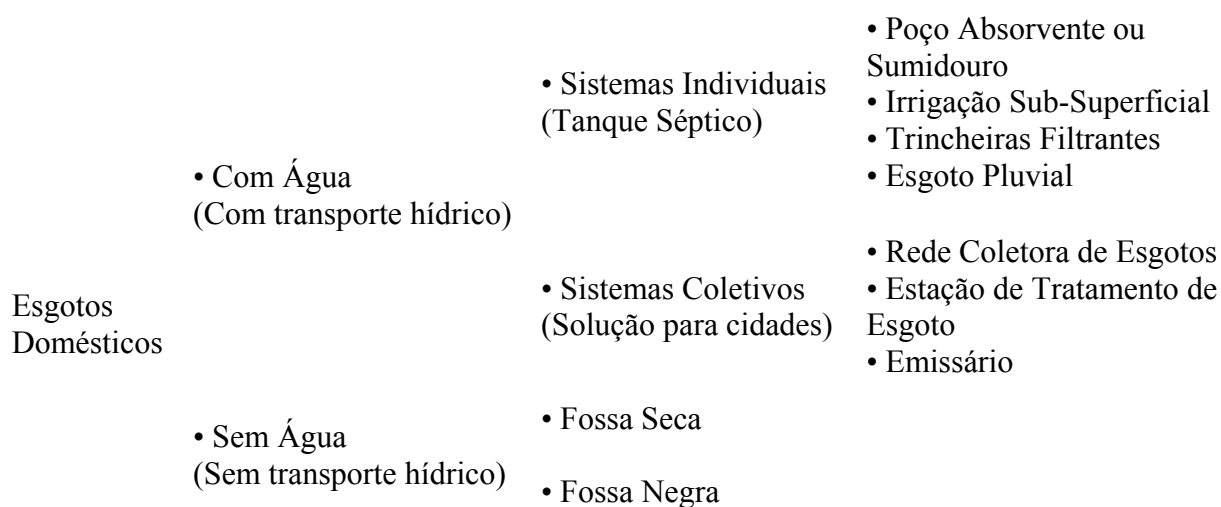 Esgotos
Domésticos
• Com Água
(Com transporte hídrico)
• Sistemas Individuais
(Tanque Séptico)
• Poço Absorvente ou
Sumidouro
• Irrigação Sub-Superficial
• Trincheiras Filtrantes
• Esgoto Pluvial
• Sistemas Coletivos
(Solução para cidades)
• Rede Coletora de Esgotos
• Estação de Tratamento de
Esgoto
• Emissário
• Sem Água
(Sem transporte hídrico)
• Fossa Seca
• Fossa Negra